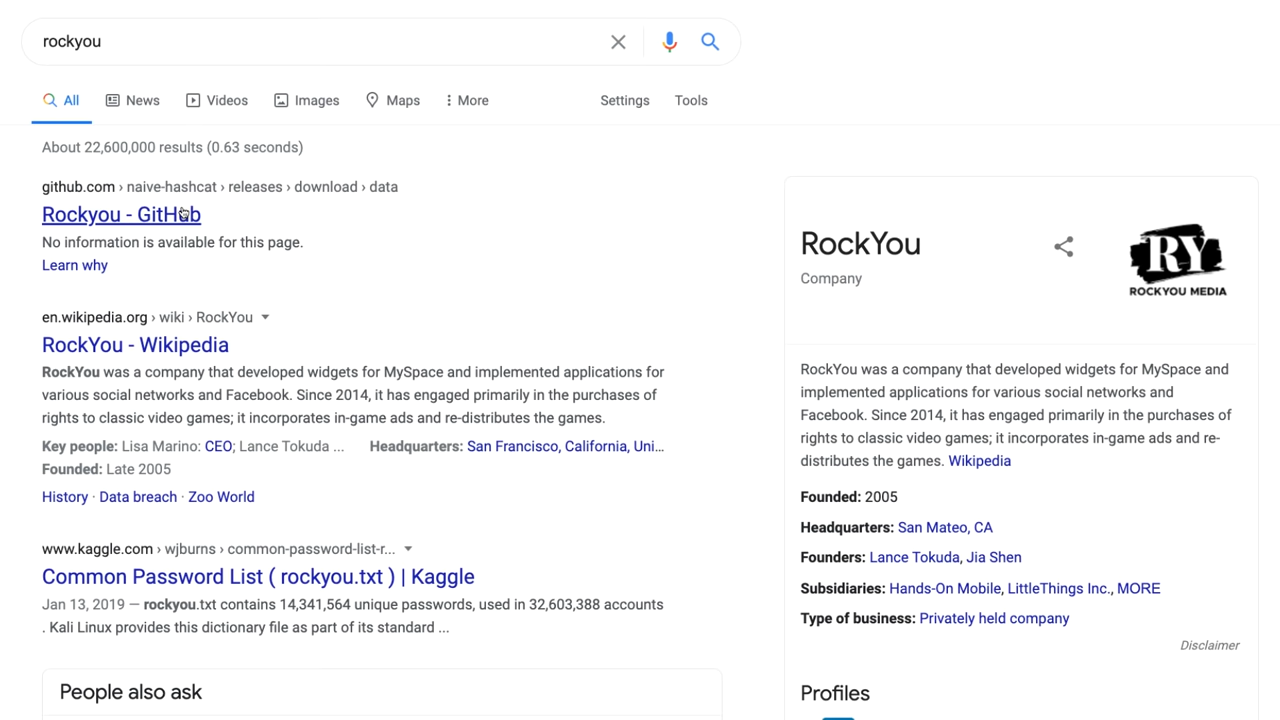 rockyou
All News Videos Images Maps More Settings Tools
About 22,600,000 results (0.63 seconds)
github.com › naive-hashcat › releases › download › data
Rockyou - GitHub
No information is available for this page.
Learn why
en.wikipedia.org › wiki › RockYou
RockYou - Wikipedia
RockYou was a company that developed widgets for MySpace and implemented applications for
various social networks and Facebook. Since 2014, it has engaged primarily in the purchases of
rights to classic video games; it incorporates in-game ads and re-distributes the games.
Key people: Lisa Marino: CEO; Lance Tokuda ... Headquarters: San Francisco, California, Uni...
Founded: Late 2005
History · Data breach · Zoo World
www.kaggle.com › wjburns › common-password-list-r...
Common Password List ( rockyou.txt ) | Kaggle
Jan 13, 2019 — rockyou.txt contains 14,341,564 unique passwords, used in 32,603,388 accounts
. Kali Linux provides this dictionary file as part of its standard ...
People also ask
RockYou
Company
RY
ROCKYOU MEDIA
RockYou was a company that developed widgets for MySpace and
implemented applications for various social networks and
Facebook. Since 2014, it has engaged primarily in the purchases of
rights to classic video games; it incorporates in-game ads and re-
distributes the games. Wikipedia
Founded: 2005
Headquarters: San Mateo, CA
Founders: Lance Tokuda, Jia Shen
Subsidiaries: Hands-On Mobile, LittleThings Inc., MORE
Type of business: Privately held company
Disclaimer
Profiles